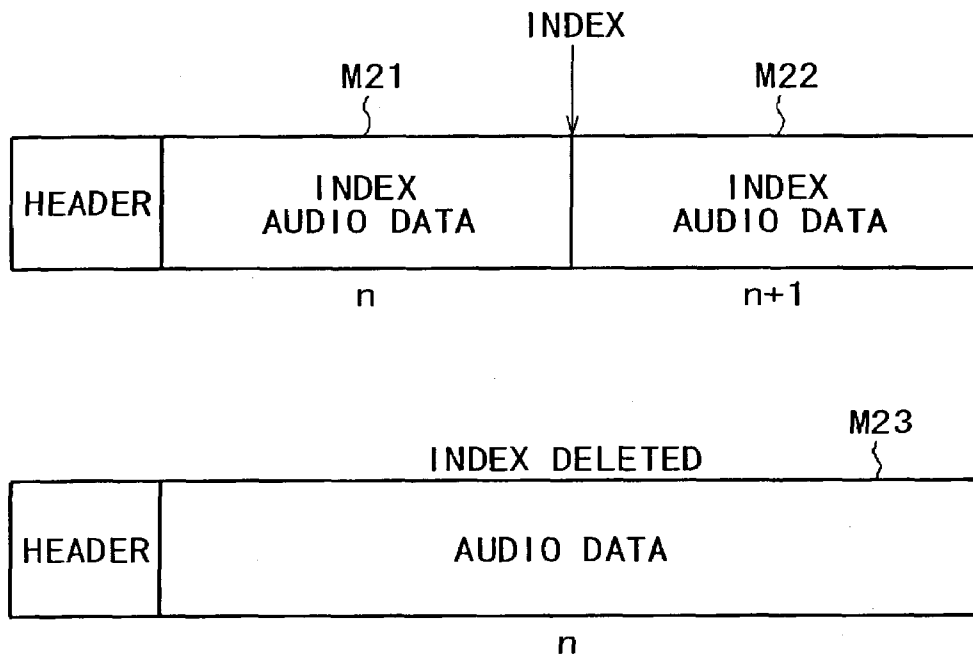 INDEX
M21
M22
HEADER
INDEX
AUDIO DATA
INDEX
AUDIO DATA
n
n+1
M23
INDEX DELETED
HEADER
AUDIO DATA
n